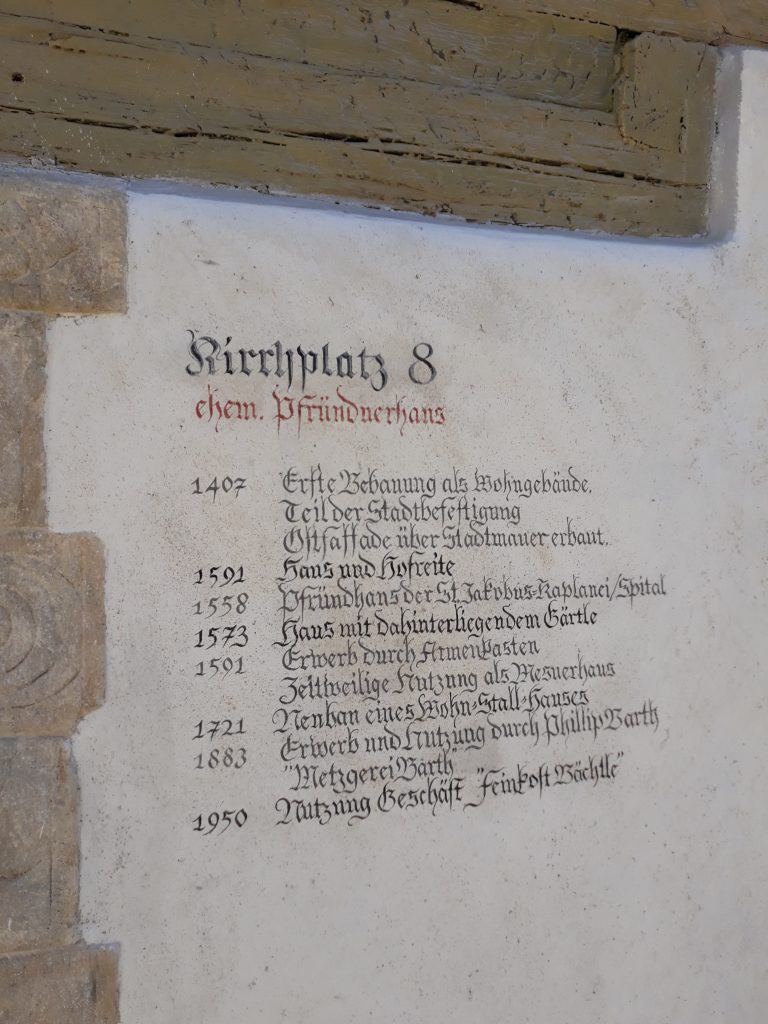 Kirchplatz 8
ehem. Pfründnerhaus
1407 Erste Bebauung als Wohngebäude,
Teil der Stadtbefestigung
Ostfassade über Stadtmauer erbaut.
1591 Haus und Hofreite
1558 Pfründhaus der St. Jakobus-Kaplanei/Spital
1573 Haus mit dahinterliegendem Gärtle
1591 Erwerb durch Armenkasten
Zeitweilige Nutzung als Mesnerhaus
1721 Neubau eines Wohn-Stall-Hauses
1883 Erwerb und Nutzung durch Phillip Barth
"Metzgerei Barth"
1950 Nutzung Geschäft "Feinkost Bächtle"